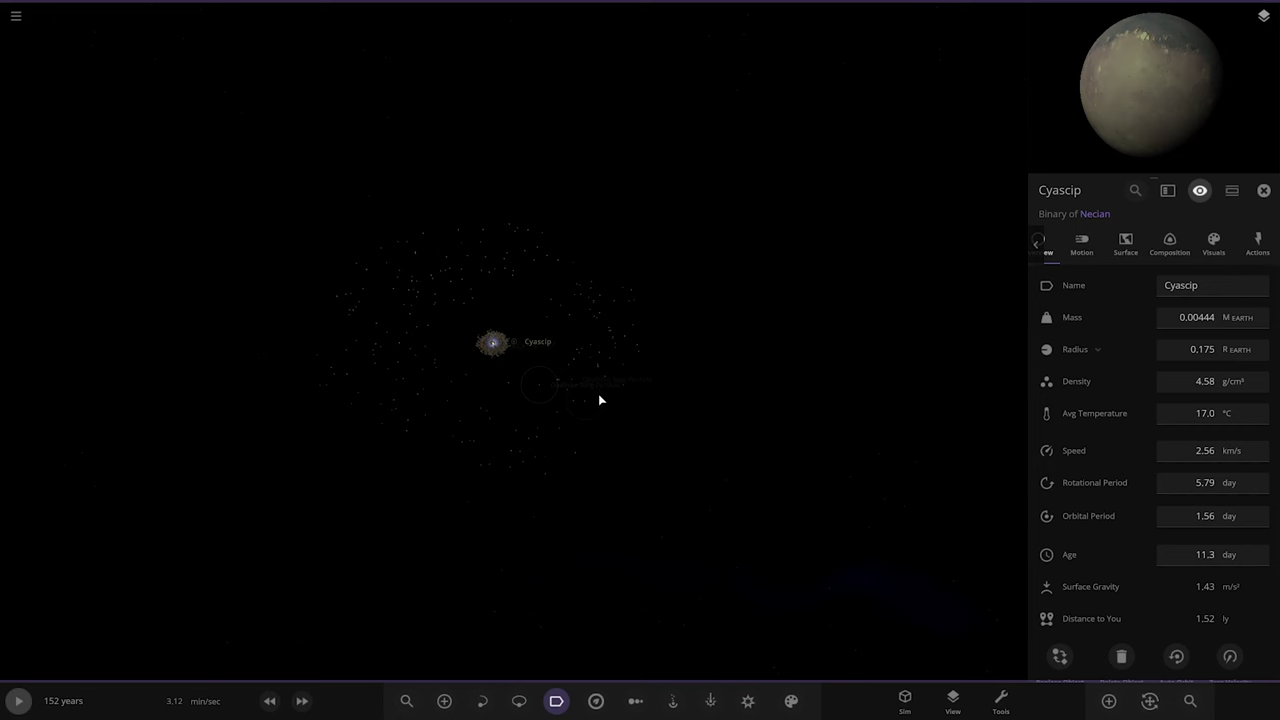 Cyascip
Cyascip
Binary of Necian
Motion
Surface
Composition
Visuals
Actions
Name Cyascip
Mass 0.00444 M EARTH
Radius 0.175 R EARTH
Density 4.58 g/cm³
Avg Temperature 17.0 °C
Speed 2.56 km/s
Rotational Period 5.79 day
Orbital Period 1.56 day
Age 11.3 day
Surface Gravity 1.43 m/s²
Distance to You 1.52 ly
152 years
3.12 min/sec
Sim
View
Tools